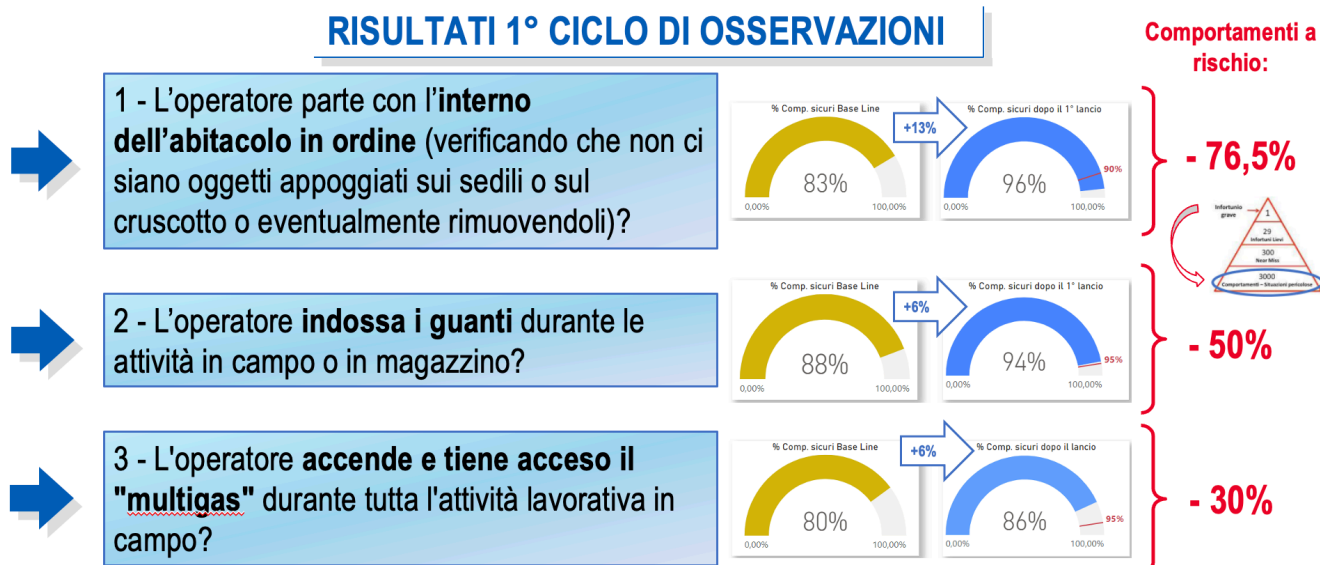 RISULTATI 1° CICLO DI OSSERVAZIONI
Comportamenti a
rischio:
1 - L'operatore parte con l'interno
dell'abitacolo in ordine (verificando che non ci
siano oggetti appoggiati sui sedili o sul
cruscotto o eventualmente rimuovendoli)?
% Comp. sicuri Base Line
83%
0,00%
100,00%
+13%
% Comp. sicuri dopo il 1° lancio
90%
96%
0,00%
100,00%
- 76,5%
Infortunio
grave
1
29
Infortuni Lievi
300
Near Miss
3000
Comportamenti – Situazioni pericolose
2 - L'operatore indossa i guanti durante le
attività in campo o in magazzino?
% Comp. sicuri Base Line
88%
0,00%
100,00%
+6%
% Comp. sicuri dopo il 1° lancio
95%
94%
0,00%
100,00%
- 50%
3 - L'operatore accende e tiene acceso il
"multigas" durante tutta l'attività lavorativa in
campo?
% Comp. sicuri Base Line
80%
0,00%
100,00%
+6%
% Comp. sicuri dopo il lancio
95%
86%
0,00%
100,00%
- 30%